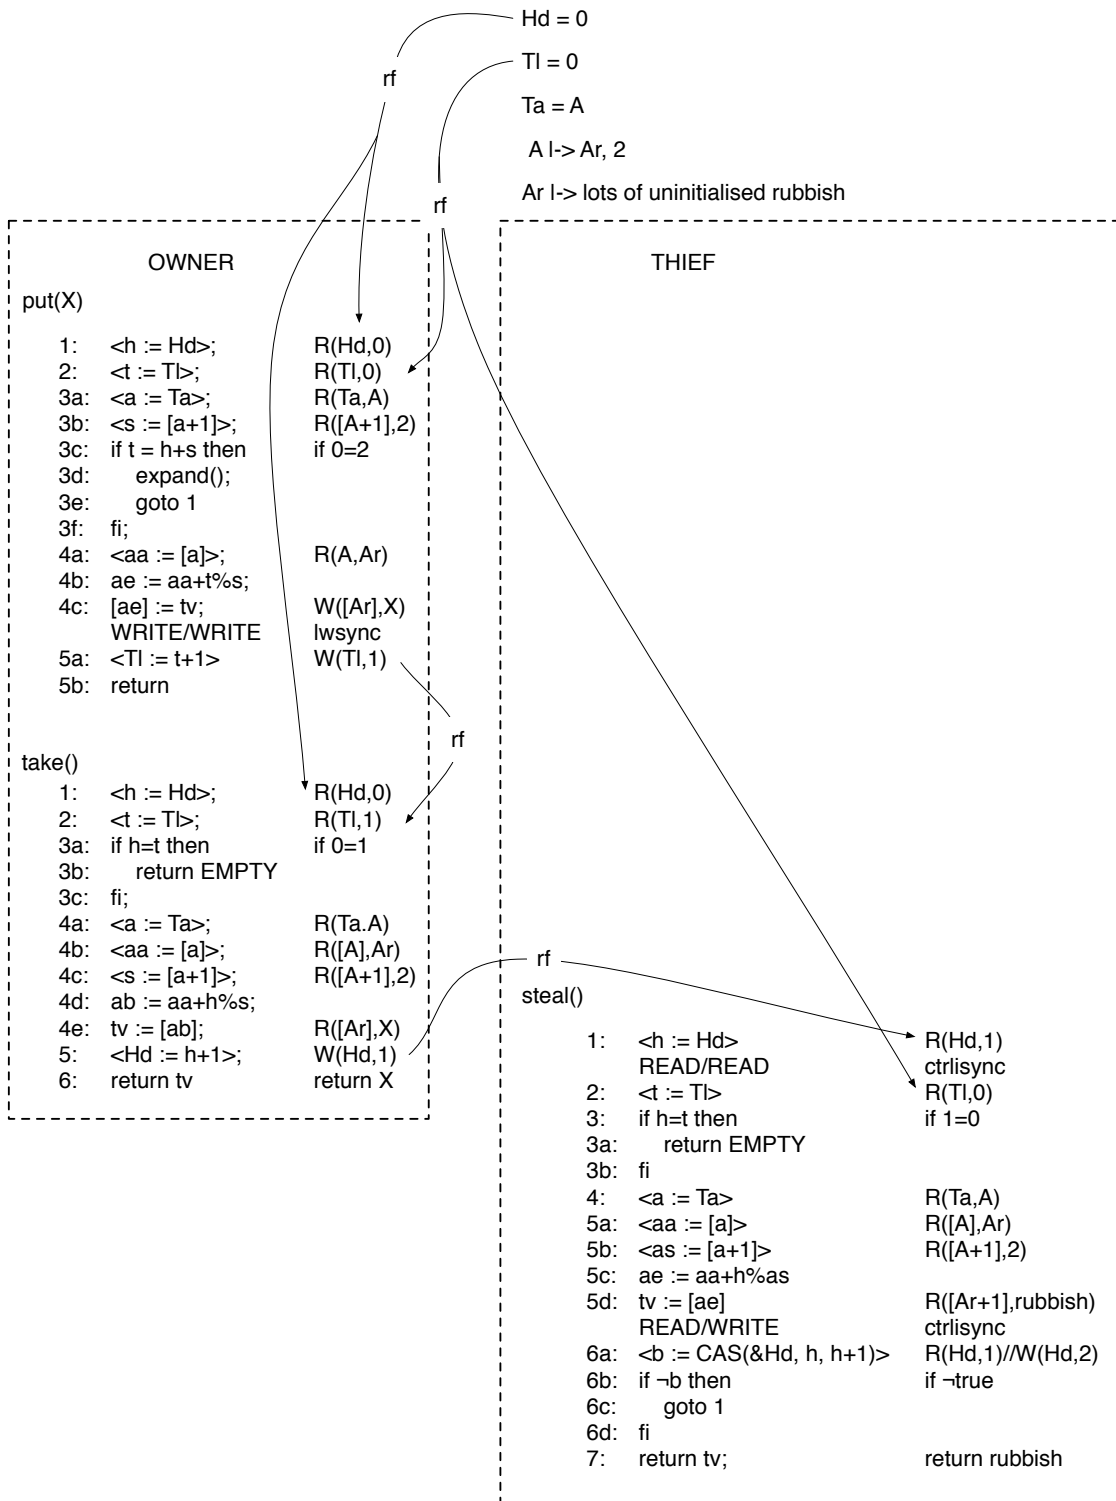 Hd = 0
rf
Tl = 0
Ta = A
A |-> Ar, 2
Ar |-> lots of uninitialised rubbish
rf
OWNER
put(X)
1: <h := Hd>; R(Hd,0)
2: <t := Tl>; R(Tl,0)
3a: <a := Ta>; R(Ta,A)
3b: <s := [a+1]>; R([A+1],2)
3c: if t = h+s then if 0=2
3d: expand();
3e: goto 1
3f: fi;
4a: <aa := [a]>; R(A,Ar)
4b: ae := aa+t%s;
4c: [ae] := tv; W([Ar],X)
WRITE/WRITE lwsync
5a: <Tl := t+1> W(Tl,1)
5b: return
rf
take()
1: <h := Hd>; R(Hd,0)
2: <t := Tl>; R(Tl,1)
3a: if h=t then if 0=1
3b: return EMPTY
3c: fi;
4a: <a := Ta>; R(Ta.A)
4b: <aa := [a]>; R([A],Ar)
4c: <s := [a+1]>; R([A+1],2)
4d: ab := aa+h%s;
4e: tv := [ab]; R([Ar],X)
5: <Hd := h+1>; W(Hd,1)
6: return tv return X
THIEF
rf
steal()
1: <h := Hd> R(Hd,1)
READ/READ ctrlisync
2: <t := Tl> R(Tl,0)
3: if h=t then if 1=0
3a: return EMPTY
3b: fi
4: <a := Ta> R(Ta,A)
5a: <aa := [a]> R([A],Ar)
5b: <as := [a+1]> R([A+1],2)
5c: ae := aa+h%as
5d: tv := [ae] R([Ar+1],rubbish)
READ/WRITE ctrlisync
6a: <b := CAS(&Hd, h, h+1)> R(Hd,1)//W(Hd,2)
6b: if ¬b then if ¬true
6c: goto 1
6d: fi
7: return tv; return rubbish